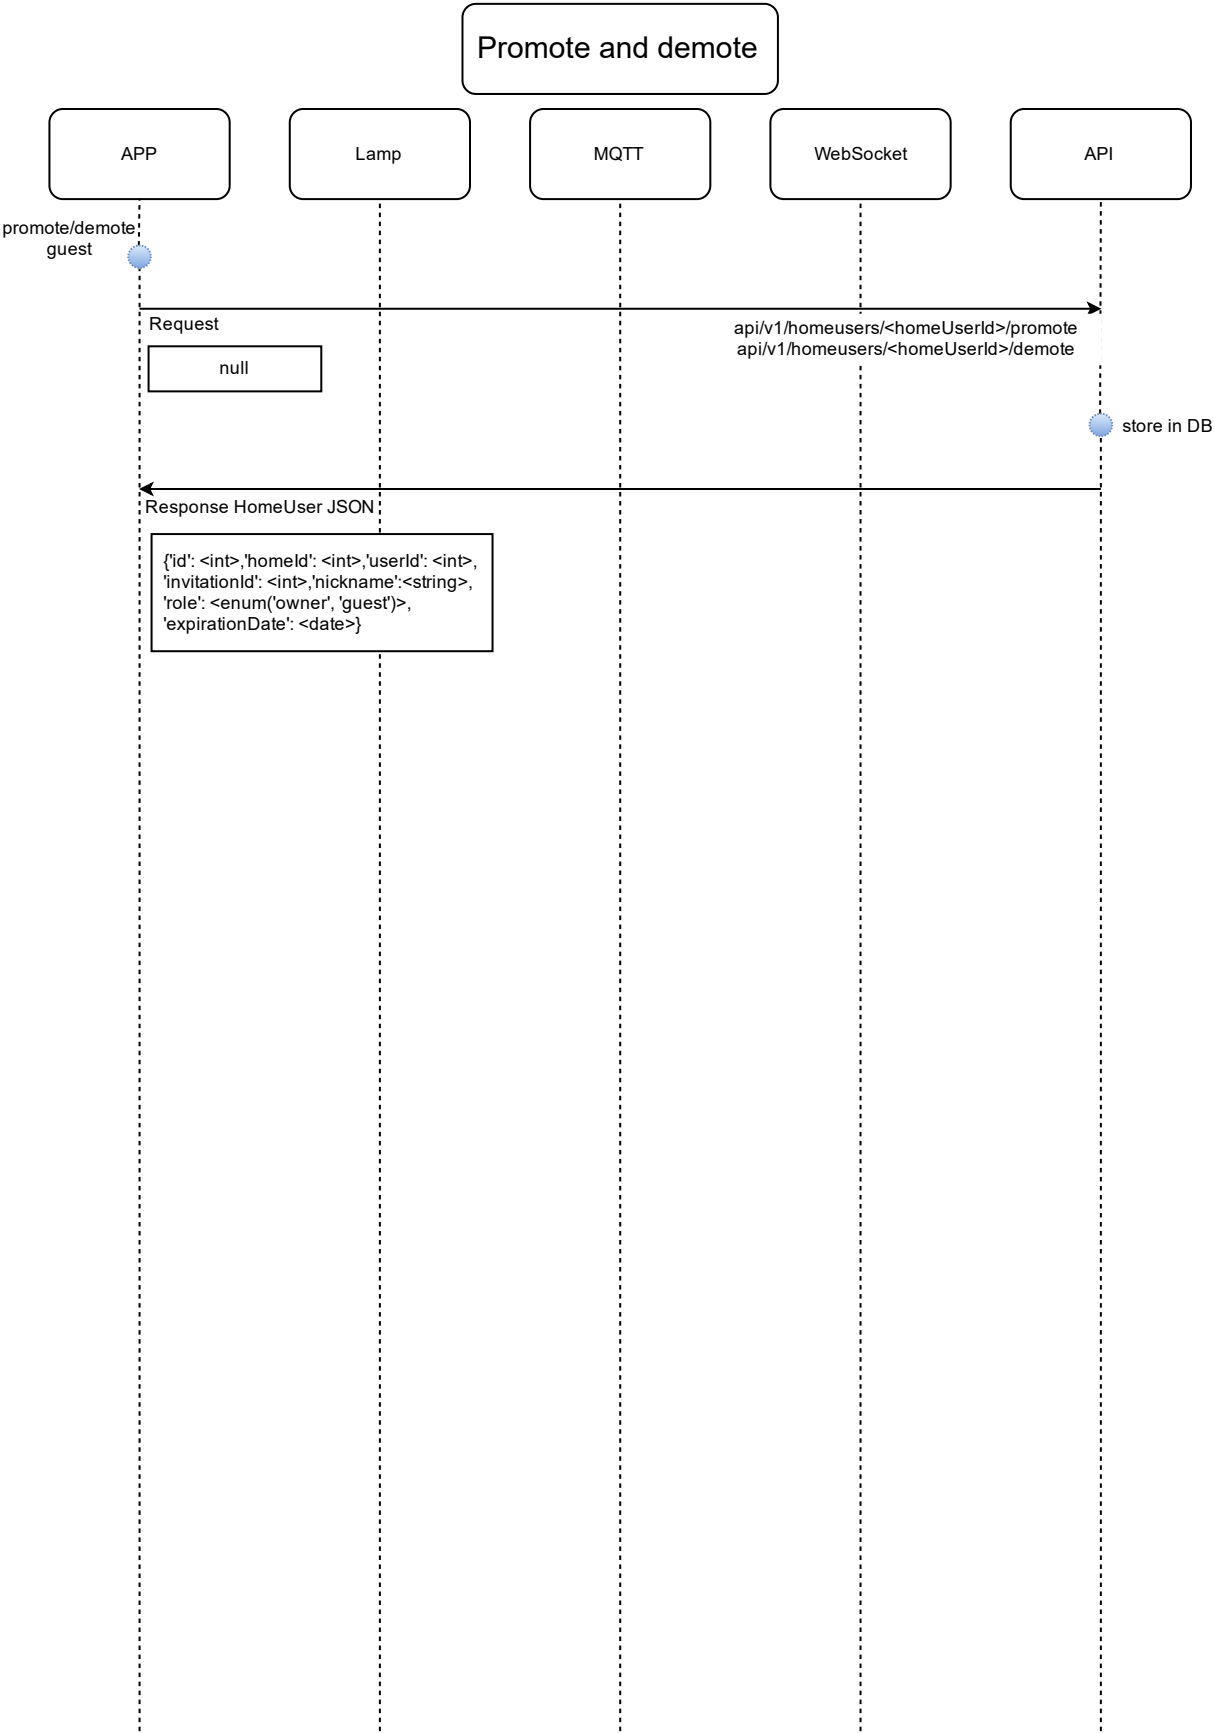 Promote and demote
APP
Lamp
MQTT
WebSocket
API
promote/demote
guest
Request
api/v1/homeusers/<homeUserId>/promote
api/v1/homeusers/<homeUserId>/demote
null
store in DB
Response HomeUser JSON
{'id': <int>,'homeId': <int>,'userId': <int>,
'invitationId': <int>,'nickname':<string>,
'role': <enum('owner', 'guest')>,
'expirationDate': <date>}